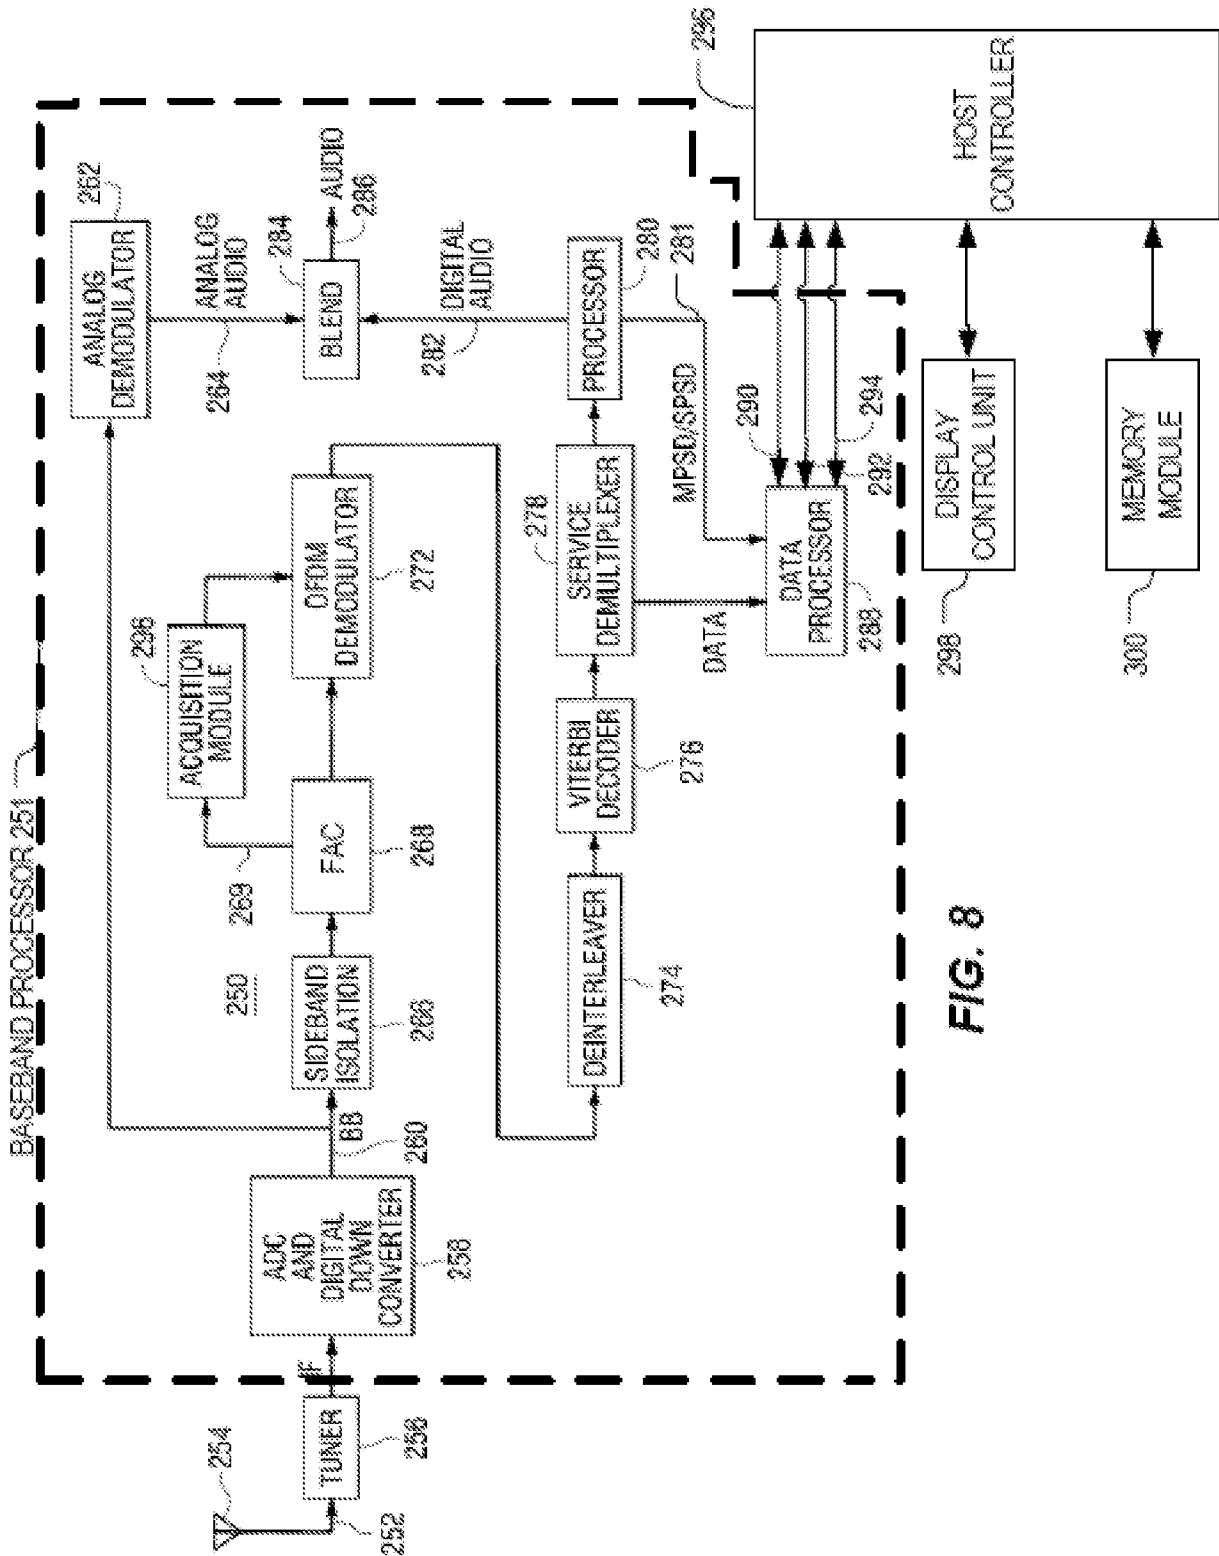 BASEBAND PROCESSOR 251
ANALOG
DEMODULATOR
262
254
250
269
ACQUISITION
MODULE
296
264
ANALOG
AUDIO
284
TUNER
256
252
IF
ADC
AND
DIGITAL
DOWN
CONVERTER
258
BB
260
SIDEBAND
ISOLATION
266
FAC
268
OFDM
DEMODULATOR
272
BLEND
AUDIO
286
282
DIGITAL
AUDIO
DEINTERLEAVER
274
VITERBI
DECODER
276
SERVICE
DEMULTIPLEXER
278
PROCESSOR
280
281
DATA
MPSD/SPSD
DATA
PROCESSOR
288
290
292
294
HOST
CONTROLLER
296
DISPLAY
CONTROL UNIT
298
MEMORY
MODULE
300
FIG. 8